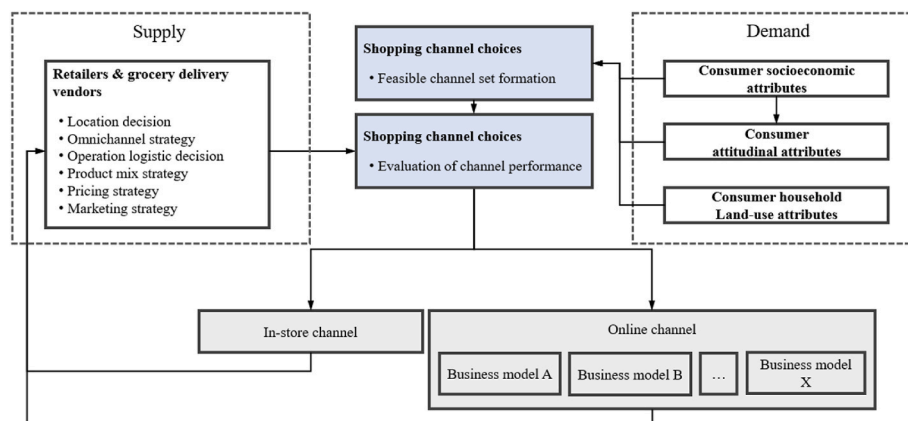 Supply
Retailers & grocery delivery
vendors
• Location decision
• Omnichannel strategy
• Operation logistic decision
• Product mix strategy
• Pricing strategy
• Marketing strategy
Shopping channel choices
• Feasible channel set formation
Shopping channel choices
• Evaluation of channel performance
Demand
Consumer socioeconomic
attributes
Consumer
attitudinal attributes
Consumer household
Land-use attributes
In-store channel
Online channel
Business model A
Business model B
…
Business model
X